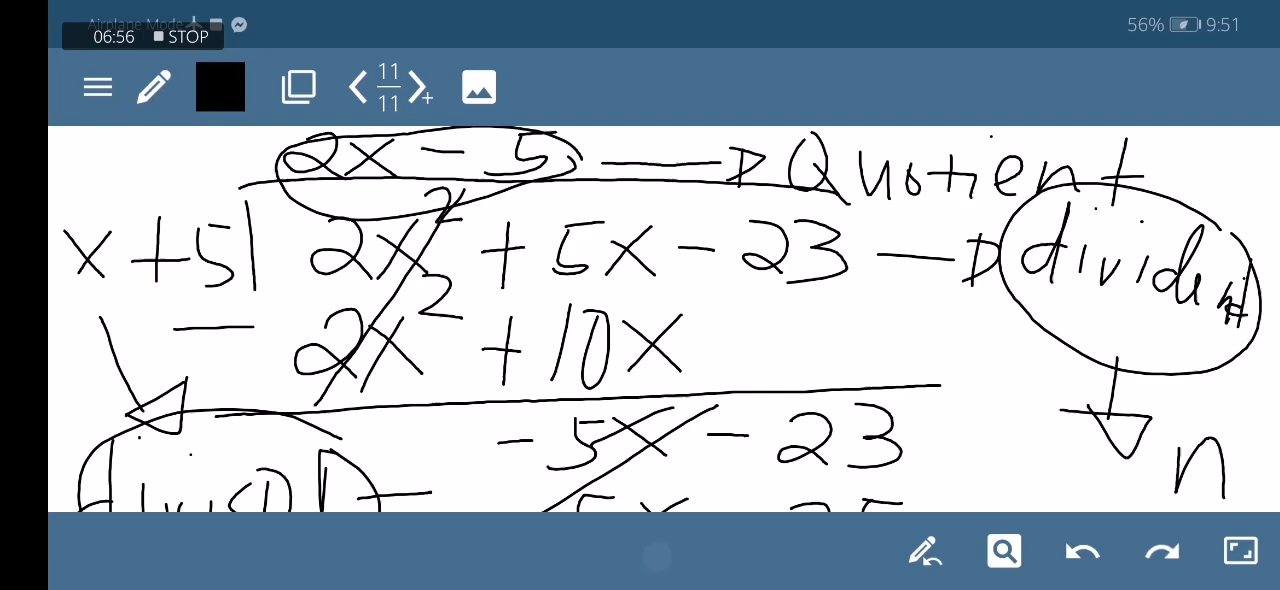 Airplane Mode
56% 9:51
06:56 STOP
11
11
2x - 5 Quotient
x + 5 2x² + 5x - 23 dividend
- 2x² + 10x
- 5x - 23
n